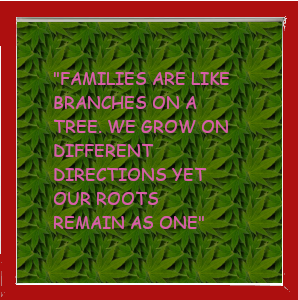 "FAMILIES ARE LIKE
BRANCHES ON A
TREE. WE GROW ON
DIFFERENT
DIRECTIONS YET
OUR ROOTS
REMAIN AS ONE"